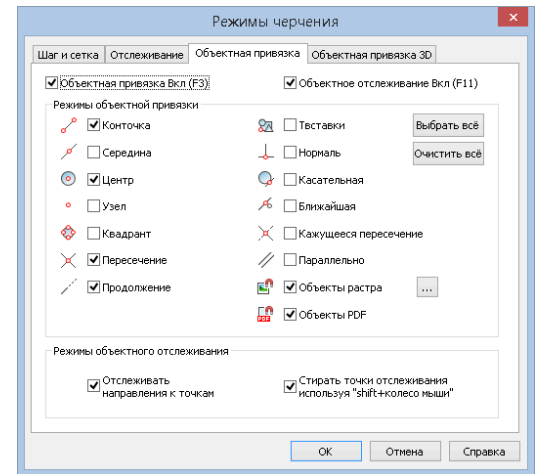 Режимы черчения
Шаг и сетка Отслеживание Объектная привязка Объектная привязка 3D
Объектная привязка Вкл (F3) Объектное отслеживание Вкл (F11)
Режимы объектной привязки
Конточка Твставки Выбрать всё
Середина Нормаль Очистить всё
Центр Касательная
Узел Ближайшая
Квадрант Кажущееся пересечение
Пересечение Параллельно
Продолжение Объекты растра ...
PDF Объекты PDF
Режимы объектного отслеживания
Отслеживать Стирать точки отслеживания
направления к точкам используя "shift+колесо мыши"
OK Отмена Справка